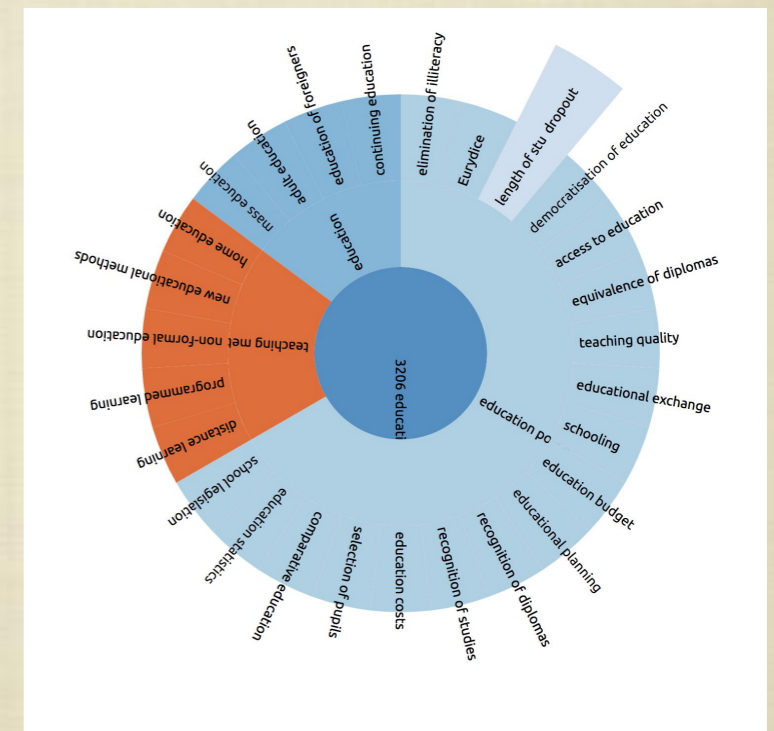 3206 educati
education
continuing education
education of foreigners
adult education
mass education
teaching met
home education
new educational methods
non-formal education
programmed learning
distance learning
education po
school legislation
education statistics
comparative education
selection of pupils
education costs
recognition of studies
recognition of diplomas
educational planning
education budget
schooling
educational exchange
teaching quality
equivalence of diplomas
access to education
democratisation of education
length of stu
dropout
Eurydice
elimination of illiteracy